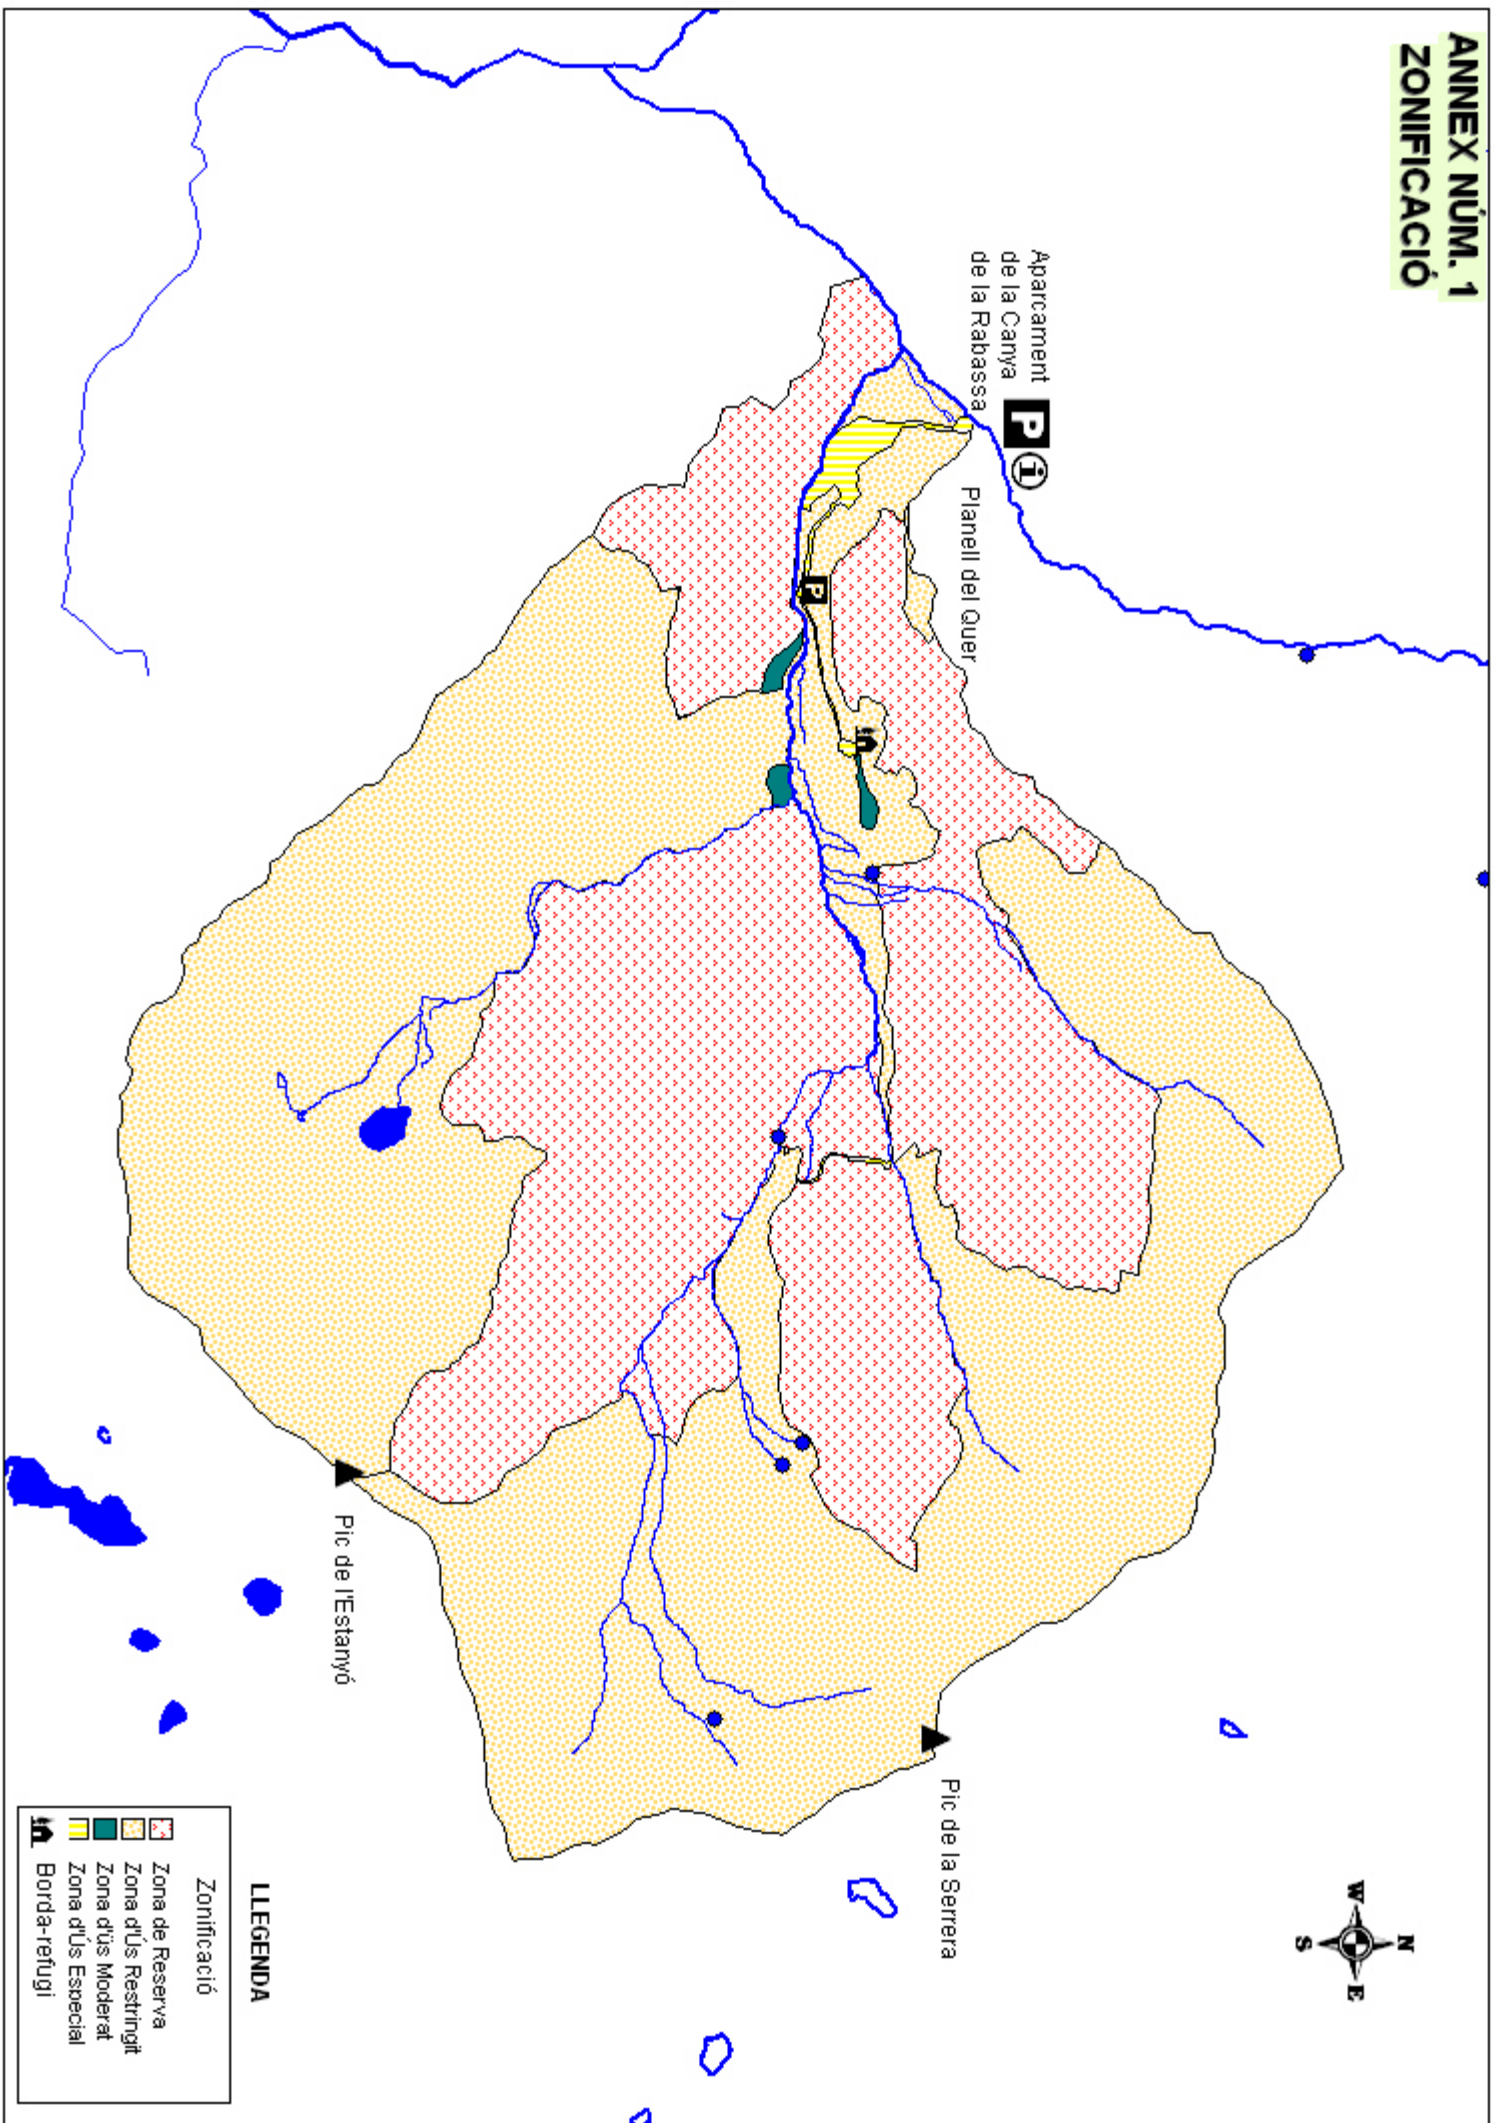 ANNEX NÚM. 1
ZONIFICACIÓ
Aparcament
de la Canya
de la Rabassa
P
i
Planell del Quer
P
Pic de la Serrera
Pic de l'Estanyó
N
W
E
S
LLEGENDA
Zonificació
Zona de Reserva
Zona d'Ús Restringit
Zona d'üs Moderat
Zona d'Ús Especial
Borda-refugi